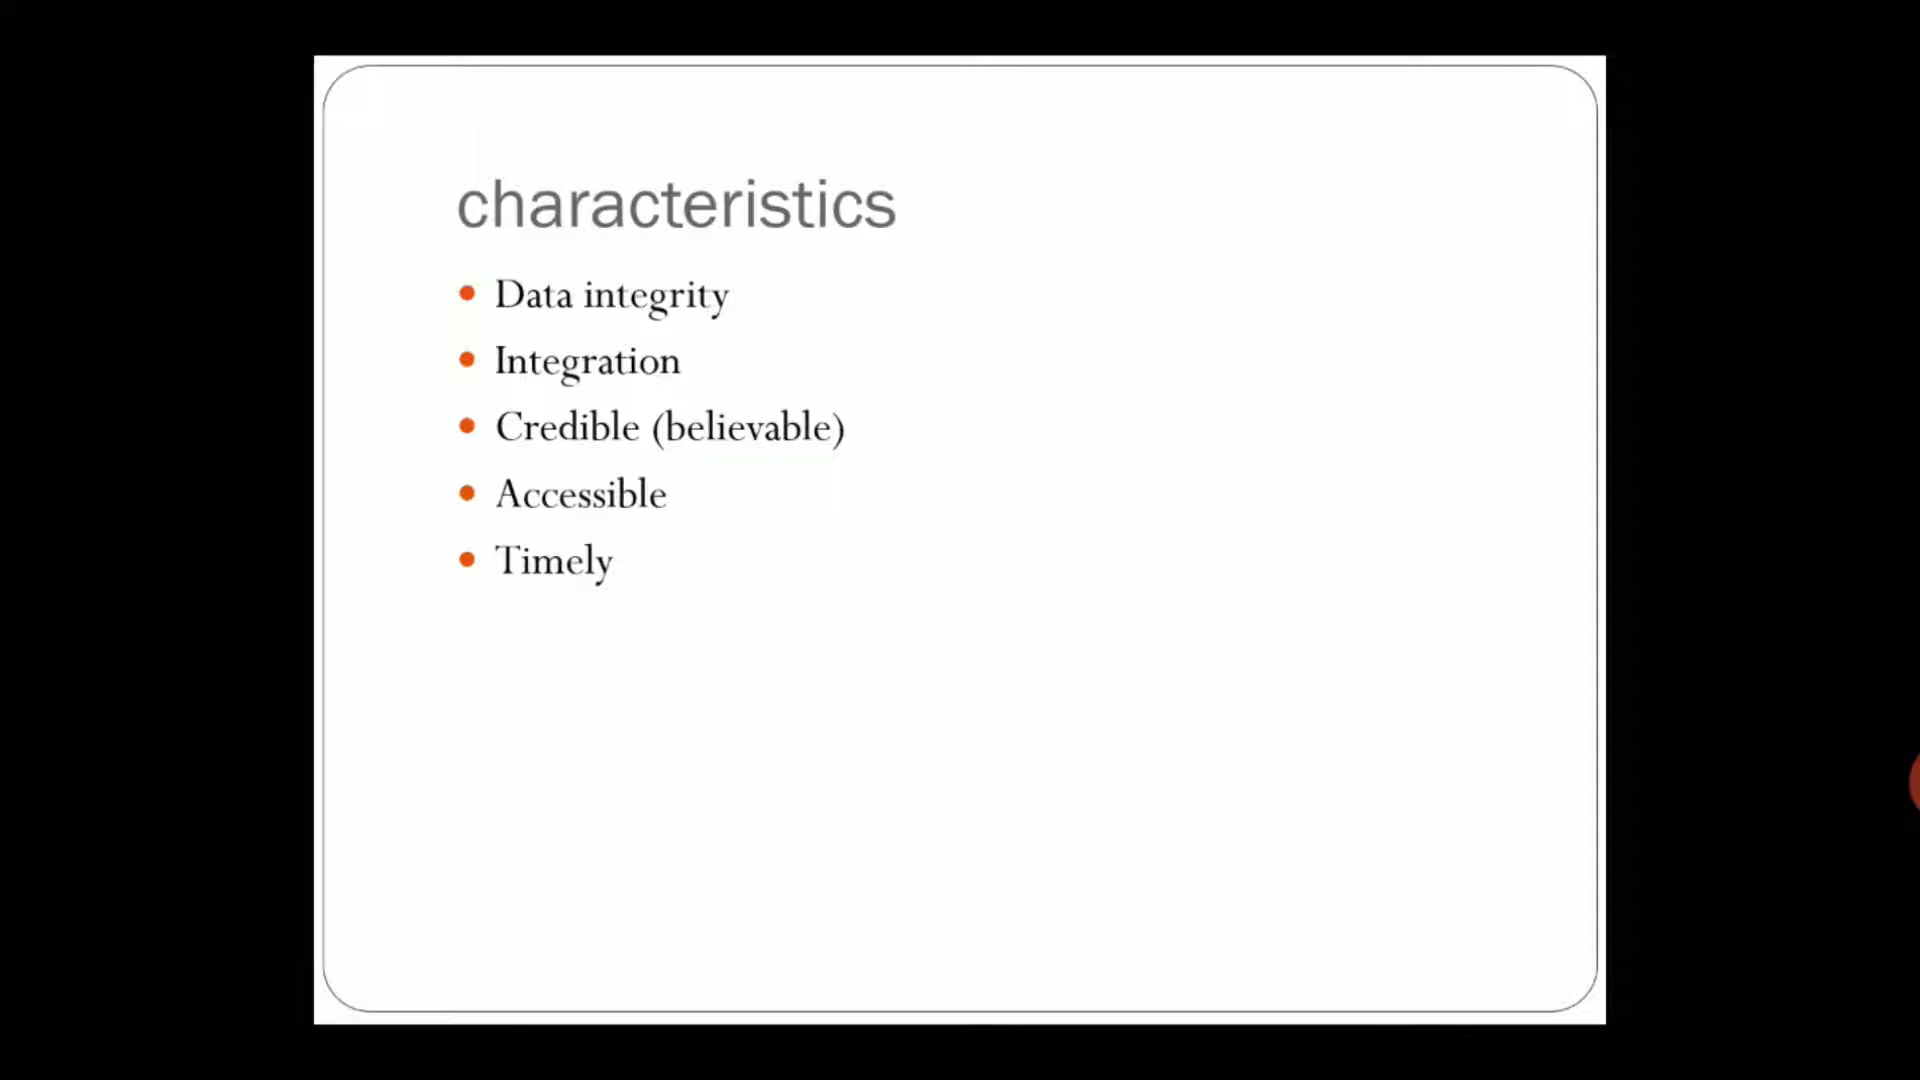 characteristics
Data integrity
Integration
Credible (believable)
Accessible
Timely